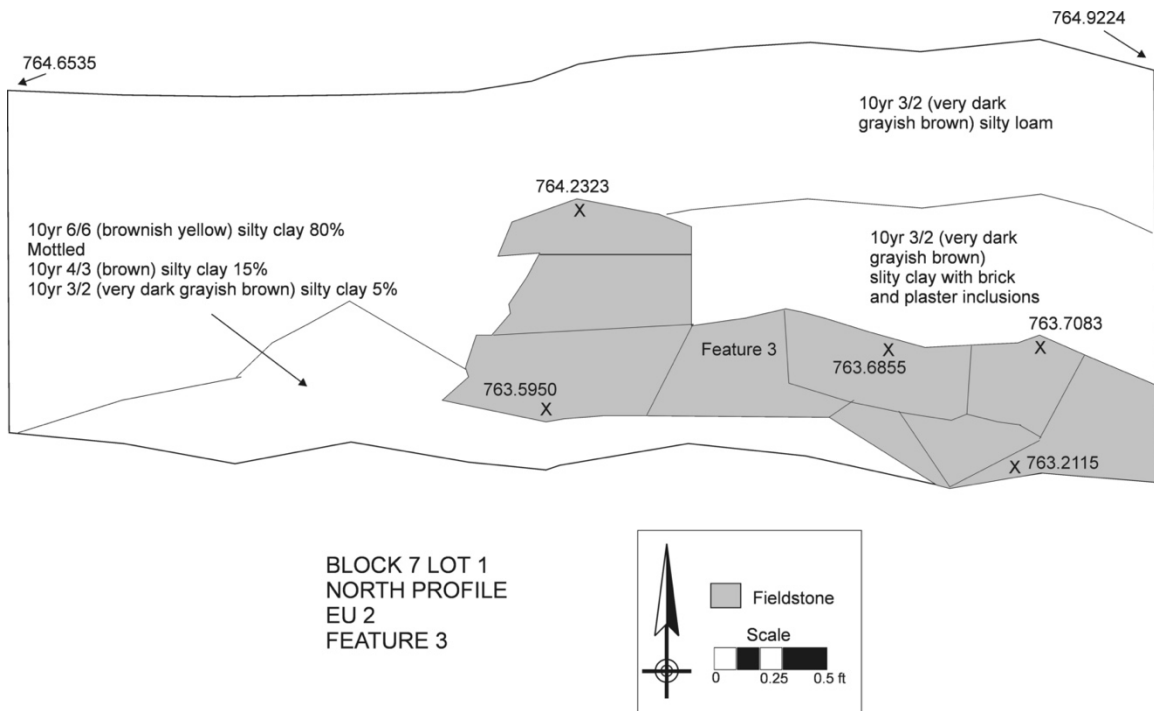 764.6535
764.9224
10yr 3/2 (very dark
grayish brown) silty loam
764.2323
X
10yr 6/6 (brownish yellow) silty clay 80%
Mottled
10yr 4/3 (brown) silty clay 15%
10yr 3/2 (very dark grayish brown) silty clay 5%
10yr 3/2 (very dark
grayish brown)
slity clay with brick
and plaster inclusions
763.7083
X
Feature 3
X
763.6855
763.5950
X
X 763.2115
BLOCK 7 LOT 1
NORTH PROFILE
EU 2
FEATURE 3
Fieldstone
Scale
0 0.25 0.5 ft